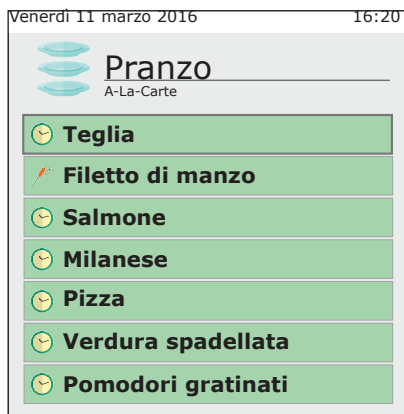 Venerdì 11 marzo 2016 16:20
Pranzo
A-La-Carte
Teglia
Filetto di manzo
Salmone
Milanese
Pizza
Verdura spadellata
Pomodori gratinati